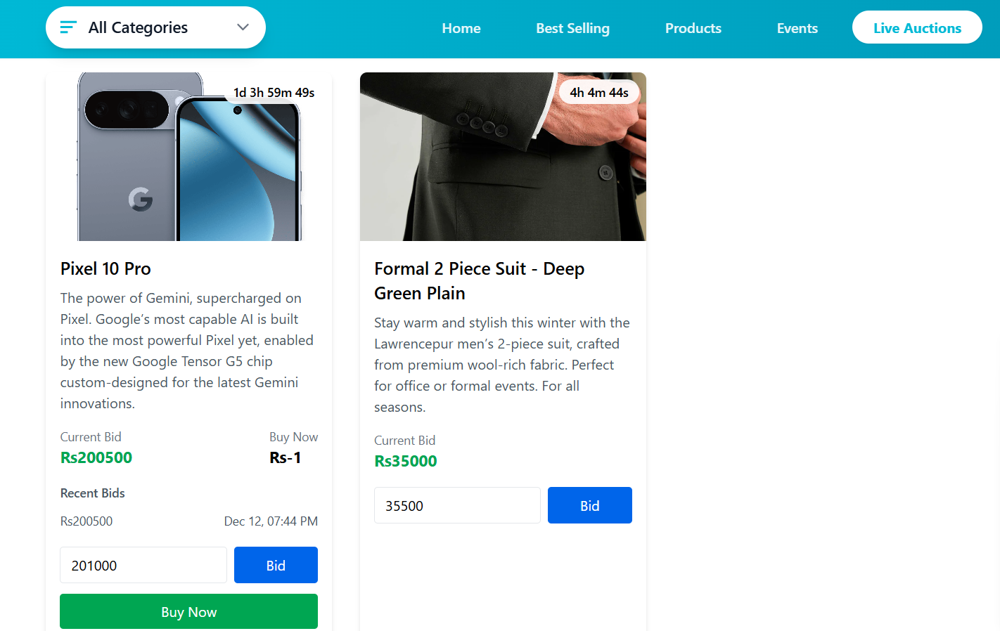 All Categories
Home
Best Selling
Products
Events
Live Auctions
1d 3h 59m 49s
Pixel 10 Pro
The power of Gemini, supercharged on
Pixel. Google’s most capable AI is built
into the most powerful Pixel yet, enabled
by the new Google Tensor G5 chip
custom-designed for the latest Gemini
innovations.
Current Bid
Buy Now
Rs200500
Rs-1
Recent Bids
Rs200500
Dec 12, 07:44 PM
201000
Bid
Buy Now
4h 4m 44s
Formal 2 Piece Suit - Deep
Green Plain
Stay warm and stylish this winter with the
Lawrencepur men’s 2-piece suit, crafted
from premium wool-rich fabric. Perfect
for office or formal events. For all
seasons.
Current Bid
Rs35000
35500
Bid